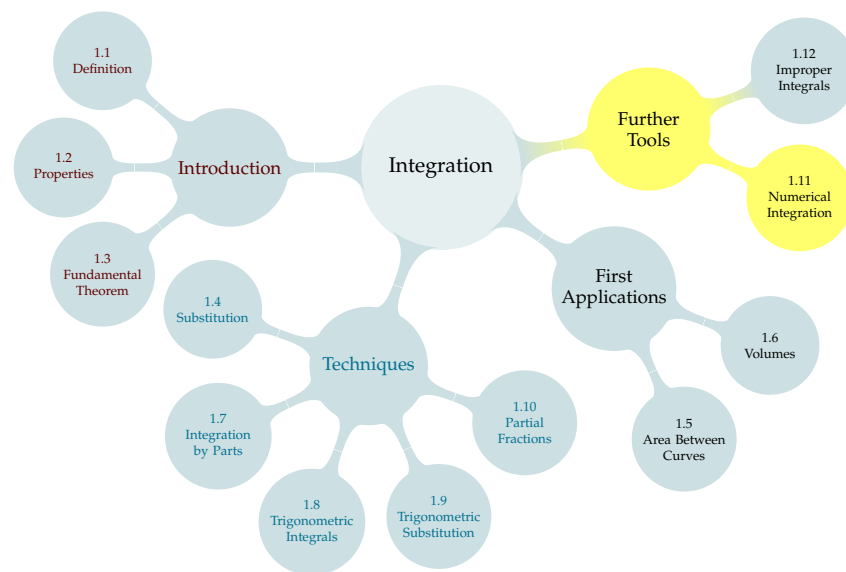 Integration
Introduction
1.1
Definition
1.2
Properties
1.3
Fundamental
Theorem
Techniques
1.4
Substitution
1.7
Integration
by Parts
1.8
Trigonometric
Integrals
1.9
Trigonometric
Substitution
1.10
Partial
Fractions
First
Applications
1.5
Area Between
Curves
1.6
Volumes
Further
Tools
1.11
Numerical
Integration
1.12
Improper
Integrals